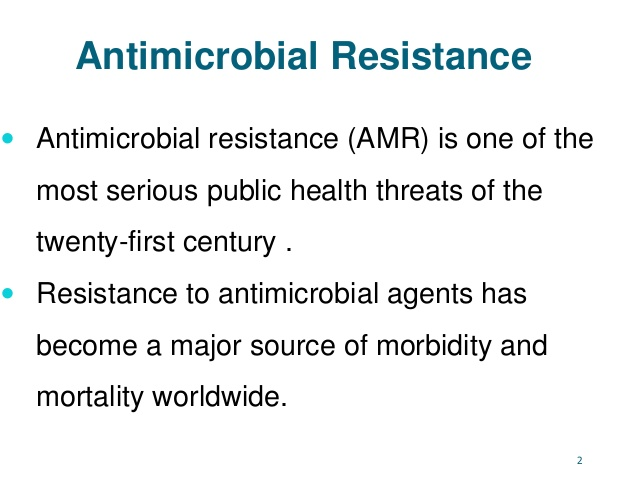 Antimicrobial Resistance
• Antimicrobial resistance (AMR) is one of the
most serious public health threats of the
twenty-first century .
• Resistance to antimicrobial agents has
become a major source of morbidity and
mortality worldwide.
2